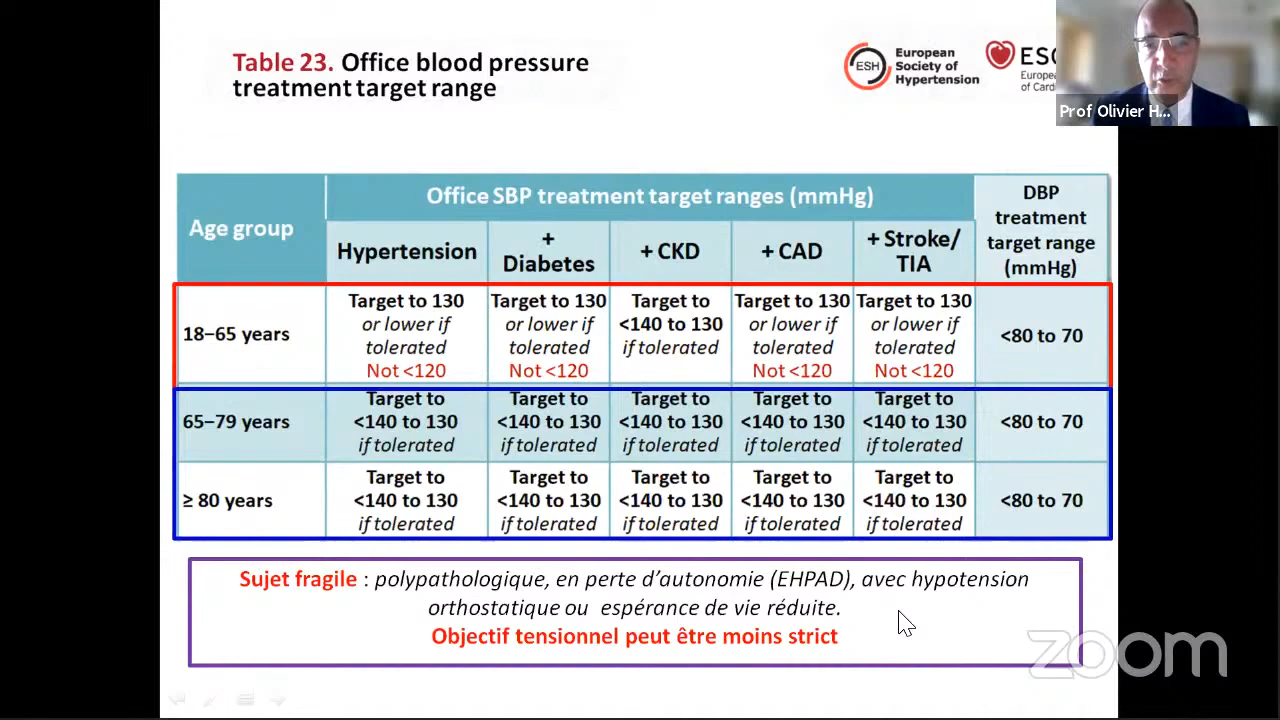 Table 23. Office blood pressure
treatment target range
ESH
European
Society of
Hypertension
ESC
Europe
of Card
Prof Olivier H...
Age group
Office SBP treatment target ranges (mmHg)
DBP
treatment
target range
(mmHg)
Hypertension
+
Diabetes
+ CKD
+ CAD
+ Stroke/
TIA
18–65 years
Target to 130
or lower if
tolerated
Not <120
Target to 130
or lower if
tolerated
Not <120
Target to
<140 to 130
if tolerated
Target to 130
or lower if
tolerated
Not <120
Target to 130
or lower if
tolerated
Not <120
<80 to 70
65–79 years
Target to
<140 to 130
if tolerated
Target to
<140 to 130
if tolerated
Target to
<140 to 130
if tolerated
Target to
<140 to 130
if tolerated
Target to
<140 to 130
if tolerated
<80 to 70
≥ 80 years
Target to
<140 to 130
if tolerated
Target to
<140 to 130
if tolerated
Target to
<140 to 130
if tolerated
Target to
<140 to 130
if tolerated
Target to
<140 to 130
if tolerated
<80 to 70
Sujet fragile : polypathologique, en perte d’autonomie (EHPAD), avec hypotension
orthostatique ou espérance de vie réduite.
Objectif tensionnel peut être moins strict
zoom